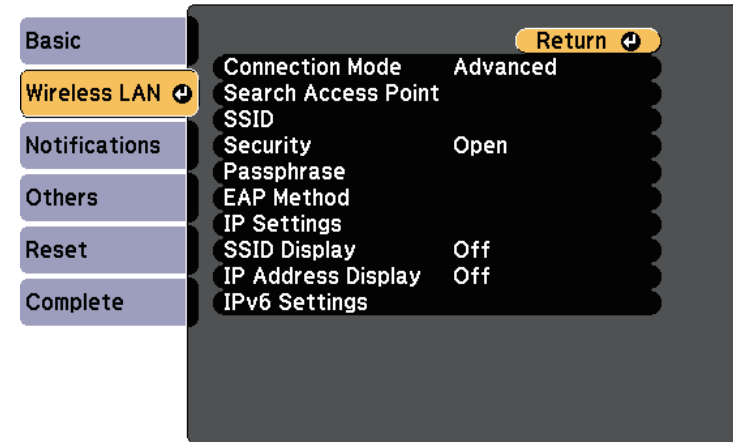 Basic
Wireless LAN
Notifications
Others
Reset
Complete
Return
Connection Mode Advanced
Search Access Point
SSID
Security Open
Passphrase
EAP Method
IP Settings
SSID Display Off
IP Address Display Off
IPv6 Settings